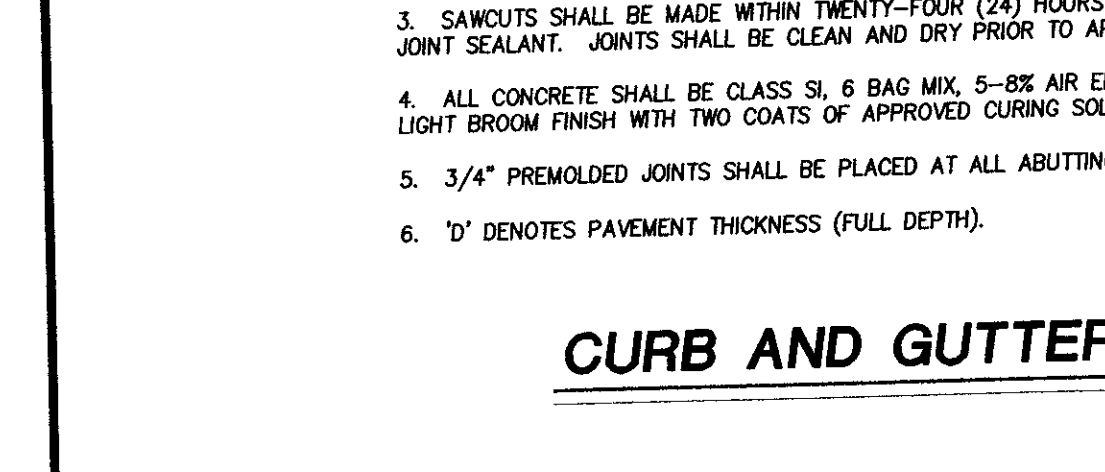 3. SAWCUTS SHALL BE MADE WITHIN TWENTY-FOUR (24) HOURS
JOINT SEALANT. JOINTS SHALL BE CLEAN AND DRY PRIOR TO
4. ALL CONCRETE SHALL BE CLASS SI, 6 BAG MIX, 5-8% AIR
LIGHT BROOM FINISH WITH TWO COATS OF APPROVED CURING
5. 3/4" PREMOLDED JOINTS SHALL BE PLACED AT ALL
6. 'D' DENOTES PAVEMENT THICKNESS (FULL DEPTH).
CURB AND GUTTER